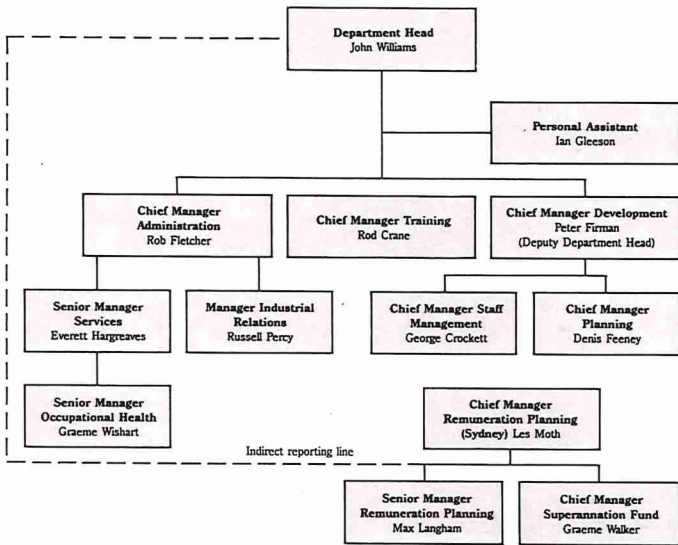 Department Head
John Williams
Personal Assistant
Ian Gleeson
Chief Manager
Administration
Rob Fletcher
Chief Manager Training
Rod Crane
Chief Manager Development
Peter Firman
(Deputy Department Head)
Senior Manager
Services
Everett Hargreaves
Manager Industrial
Relations
Russell Percy
Chief Manager Staff
Management
George Crockett
Chief Manager
Planning
Denis Feeney
Senior Manager
Occupational Health
Graeme Wishart
Chief Manager
Remuneration Planning
(Sydney) Les Moth
Indirect reporting line
Senior Manager
Remuneration Planning
Max Langham
Chief Manager
Superannation Fund
Graeme Walker